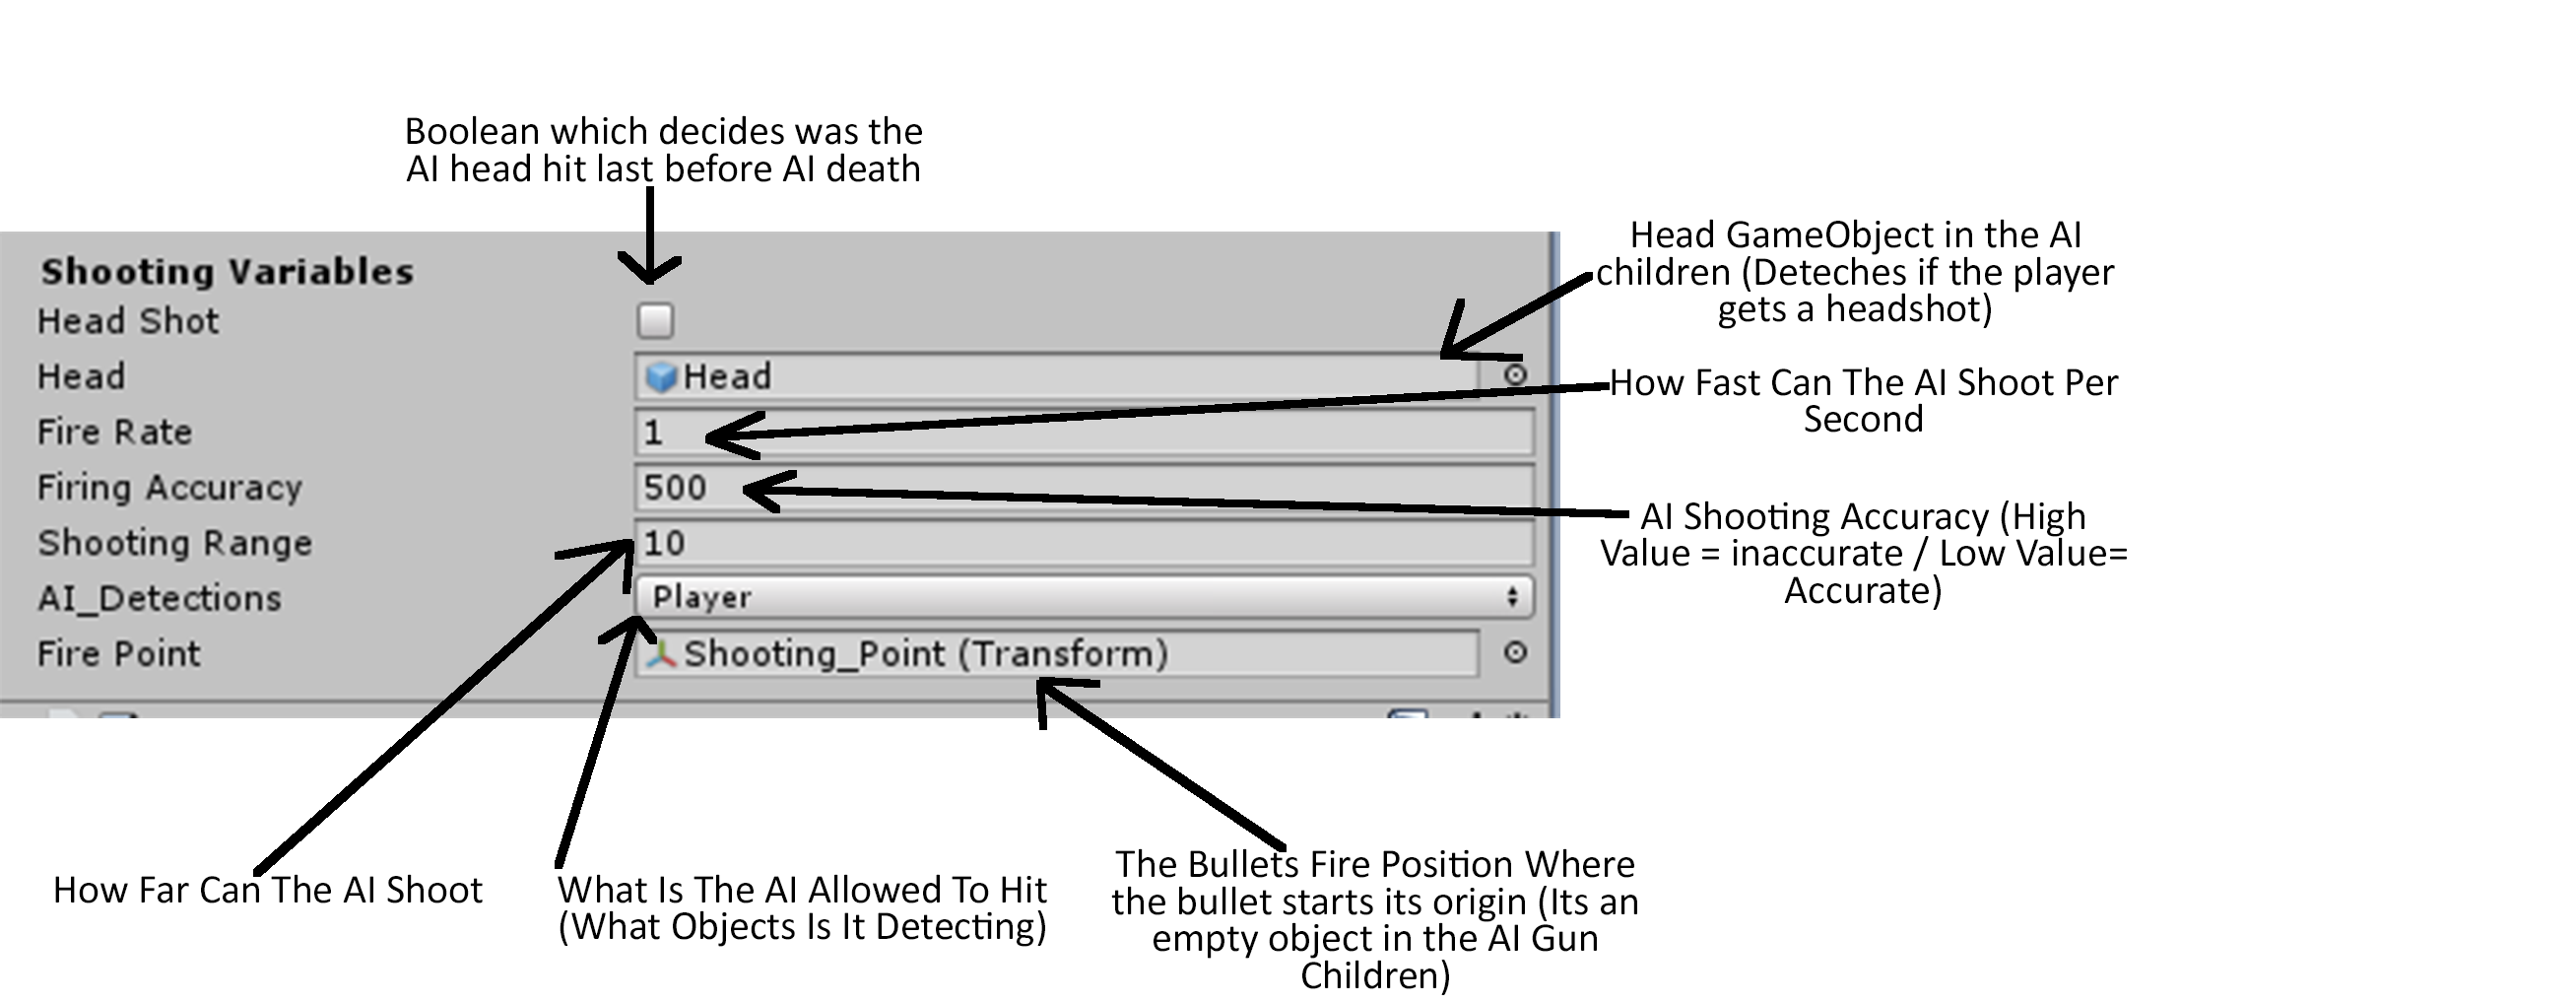 Boolean which decides was the
AI head hit last before AI death
Shooting Variables
Head Shot
Head
Head
Fire Rate
1
Firing Accuracy
500
Shooting Range
10
AI_Detections
Player
Fire Point
Shooting_Point (Transform)
Head GameObject in the AI
children (Deteches if the player
gets a headshot)
How Fast Can The AI Shoot Per
Second
AI Shooting Accuracy (High
Value = inaccurate / Low Value=
Accurate)
How Far Can The AI Shoot
What Is The AI Allowed To Hit
(What Objects Is It Detecting)
The Bullets Fire Position Where
the bullet starts its origin (Its an
empty object in the AI Gun
Children)